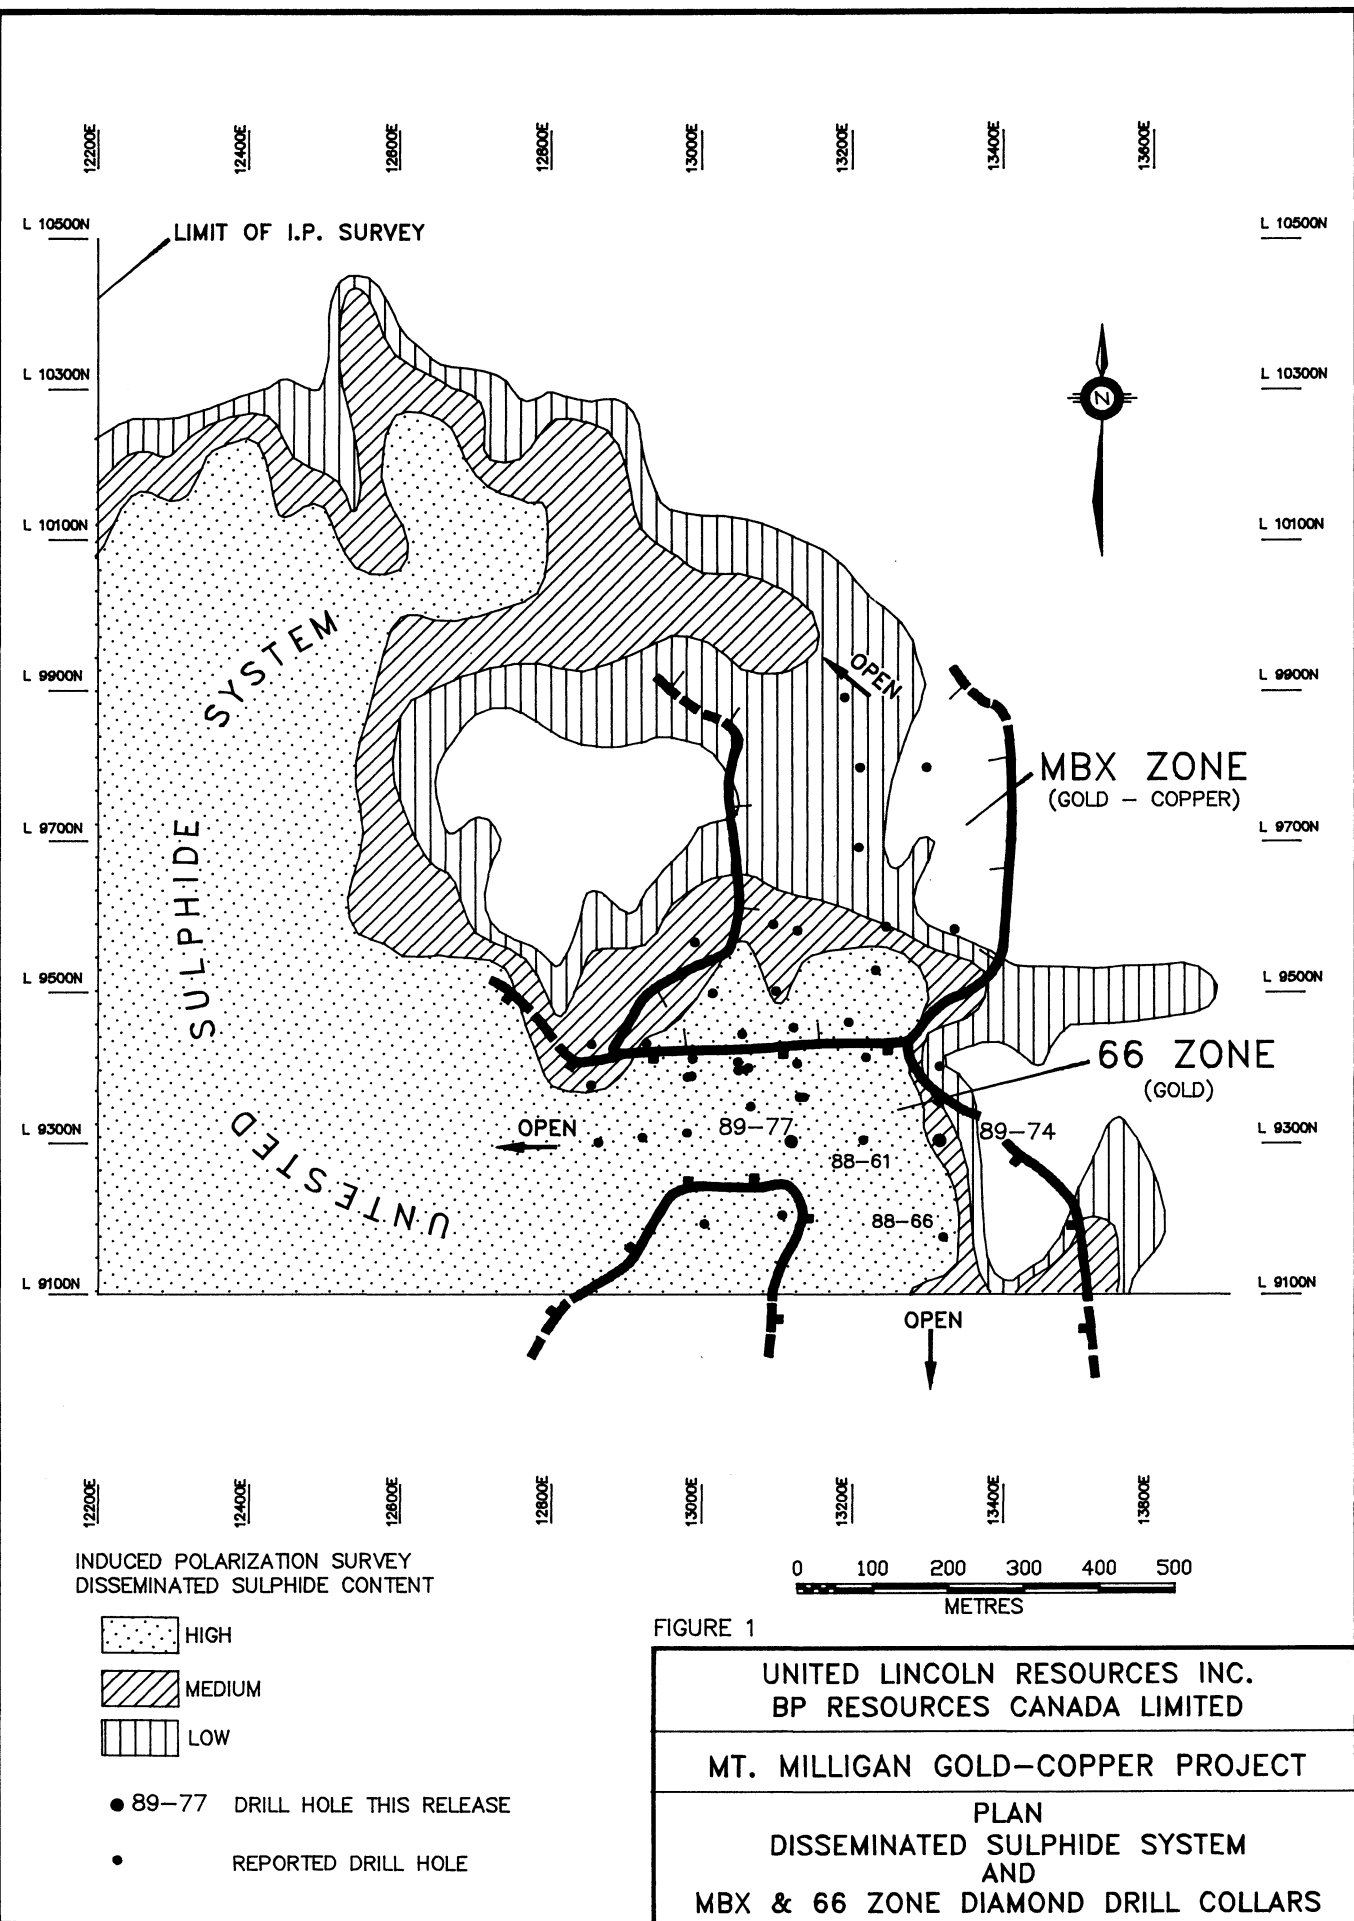 12200E
12400E
12600E
12800E
13000E
13200E
13400E
13600E
L 10500N
L 10500N
LIMIT OF I.P. SURVEY
L 10300N
L 10300N
N
L 10100N
L 10100N
SYSTEM
OPEN
L 9900N
L 9900N
MBX ZONE
(GOLD – COPPER)
L 9700N
L 9700N
SULPHIDE
L 9500N
L 9500N
66 ZONE
(GOLD)
UNTESTED
OPEN
L 9300N
L 9300N
89–77
89–74
88–61
88–66
L 9100N
L 9100N
OPEN
12200E
12400E
12600E
12800E
13000E
13200E
13400E
13600E
INDUCED POLARIZATION SURVEY
DISSEMINATED SULPHIDE CONTENT
HIGH
MEDIUM
LOW
89–77 DRILL HOLE THIS RELEASE
REPORTED DRILL HOLE
0 100 200 300 400 500
METRES
FIGURE 1
UNITED LINCOLN RESOURCES INC.
BP RESOURCES CANADA LIMITED
MT. MILLIGAN GOLD–COPPER PROJECT
PLAN
DISSEMINATED SULPHIDE SYSTEM
AND
MBX & 66 ZONE DIAMOND DRILL COLLARS